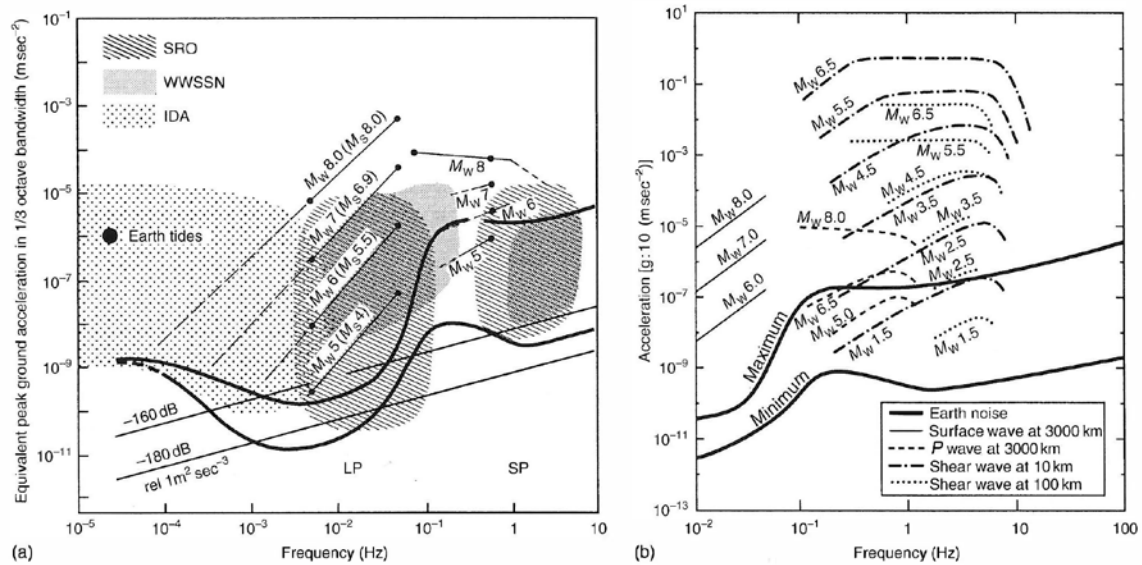 10⁻¹
10⁻³
10⁻⁵
10⁻⁷
10⁻⁹
10⁻¹¹
Equivalent peak ground acceleration in 1/3 octave bandwidth (m sec⁻²)
SRO
WWSSN
IDA
M_W 8.0 (M_S 8.0)
M_W 7 (M_S 6.9)
M_W 6 (M_S 5.5)
M_W 5 (M_S 4)
M_W 8
M_W 7
M_W 6
M_W 5
Earth tides
−160 dB
−180 dB
rel 1m² sec⁻³
LP
SP
10⁻⁵
10⁻⁴
10⁻³
10⁻²
10⁻¹
1
10
Frequency (Hz)
(a)
10¹
10⁻¹
10⁻³
10⁻⁵
10⁻⁷
10⁻⁹
10⁻¹¹
10⁻¹³
Acceleration [g:10 (m sec⁻²)]
M_W 6.5
M_W 5.5
M_W 6.5
M_W 5.5
M_W 4.5
M_W 4.5
M_W 3.5
M_W 3.5
M_W 8.0
M_W 8.0
M_W 7.0
M_W 6.0
M_W 2.5
M_W 2.5
M_W 6.5
M_W 5.0
M_W 1.5
M_W 1.5
Maximum
Minimum
Earth noise
Surface wave at 3000 km
P wave at 3000 km
Shear wave at 10 km
Shear wave at 100 km
10⁻²
10⁻¹
1
10
100
Frequency (Hz)
(b)